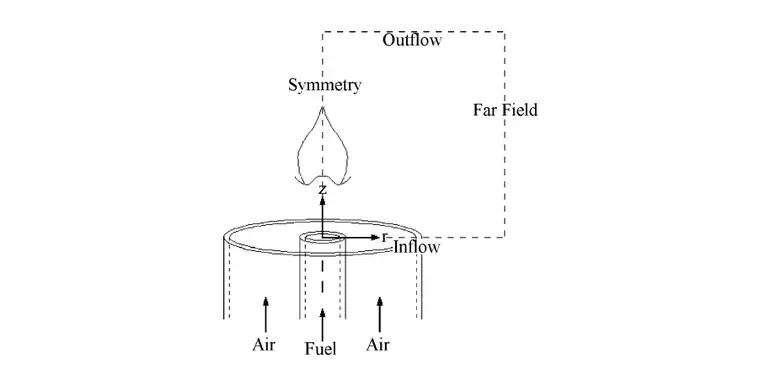 Outflow
Symmetry
Far Field
z
r
Inflow
Air
Fuel
Air